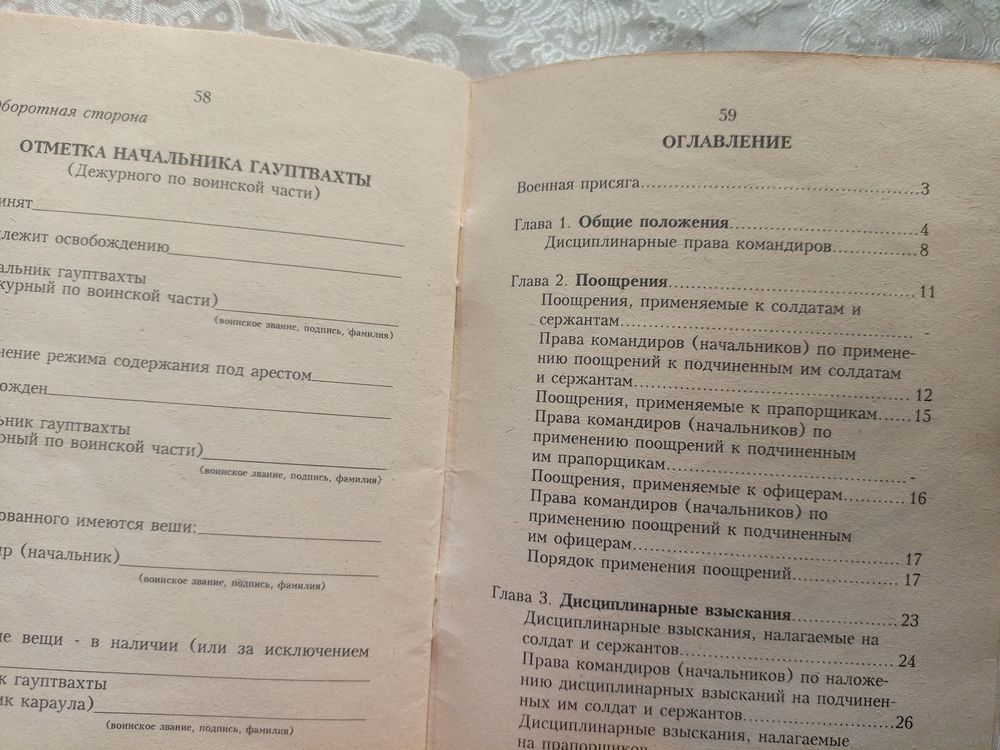 58
оборотная сторона
ОТМЕТКА НАЧАЛЬНИКА ГАУПТВАХТЫ
(Дежурного по воинской части)
инят
длежит освобождению
альник гауптвахты
журный по воинской части)
(воинское звание, подпись, фамилия)
нение режима содержания под арестом
ожден
ьник гауптвахты
рный по воинской части)
(воинское звание, подпись, фамилия)
ованного имеются вещи:
ир (начальник)
(воинское звание, подпись, фамилия)
ие вещи - в наличии (или за исключением
к гауптвахты
ик караула)
(воинское звание, подпись, фамилия)
59
ОГЛАВЛЕНИЕ
Военная присяга 3
Глава 1. Общие положения 4
Дисциплинарные права командиров 8
Глава 2. Поощрения 11
Поощрения, применяемые к солдатам и
сержантам -
Права командиров (начальников) по примене-
нию поощрений к подчиненным им солдатам
и сержантам 12
Поощрения, применяемые к прапорщикам 15
Права командиров (начальников) по
применению поощрений к подчиненным
им прапорщикам -
Поощрения, применяемые к офицерам 16
Права командиров (начальников) по
применению поощрений к подчиненным
им офицерам 17
Порядок применения поощрений 17
Глава 3. Дисциплинарные взыскания 23
Дисциплинарные взыскания, налагаемые на
солдат и сержантов 24
Права командиров (начальников) по наложе-
нию дисциплинарных взысканий на подчинен-
ных им солдат и сержантов 26
Дисциплинарные взыскания, налагаемые
на прапорщиков